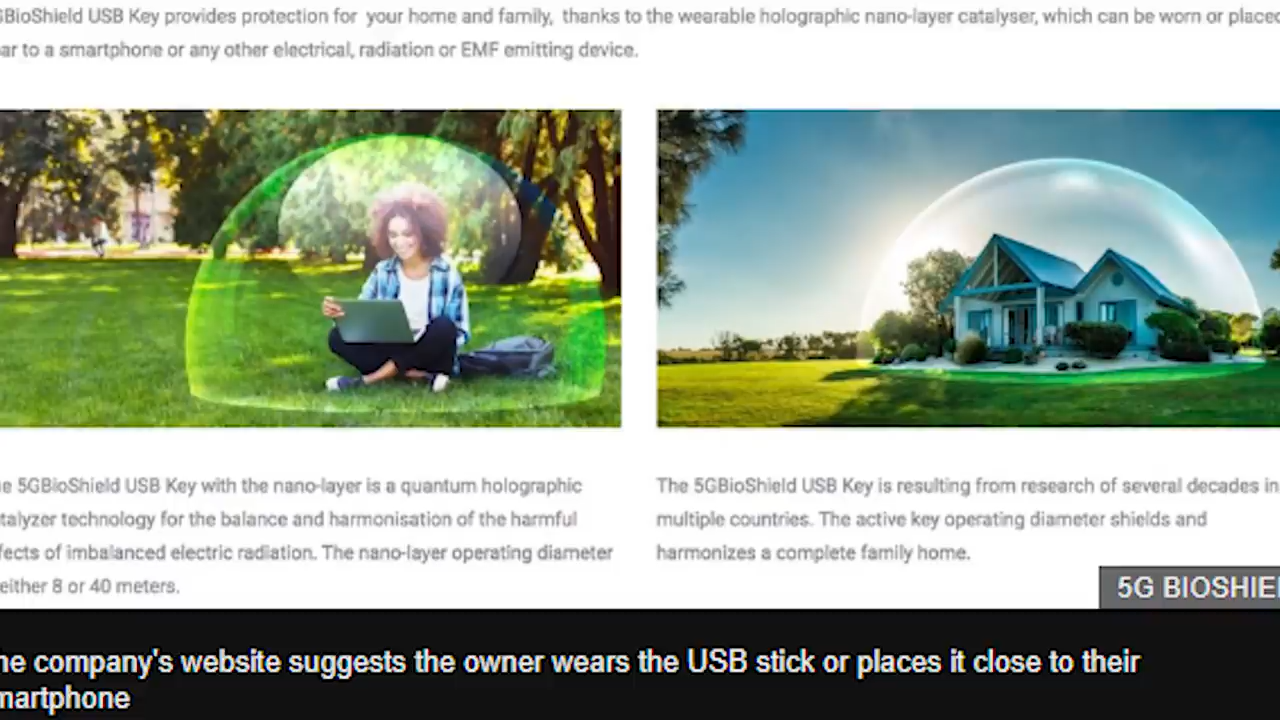 GBioShield USB Key provides protection for your home and family, thanks to the wearable holographic nano-layer catalyser, which can be worn or placed
ar to a smartphone or any other electrical, radiation or EMF emitting device.
e 5GBioShield USB Key with the nano-layer is a quantum holographic
talyzer technology for the balance and harmonisation of the harmful
fects of imbalanced electric radiation. The nano-layer operating diameter
either 8 or 40 meters.
The 5GBioShield USB Key is resulting from research of several decades in
multiple countries. The active key operating diameter shields and
harmonizes a complete family home.
5G BIOSHIE
he company's website suggests the owner wears the USB stick or places it close to their
martphone